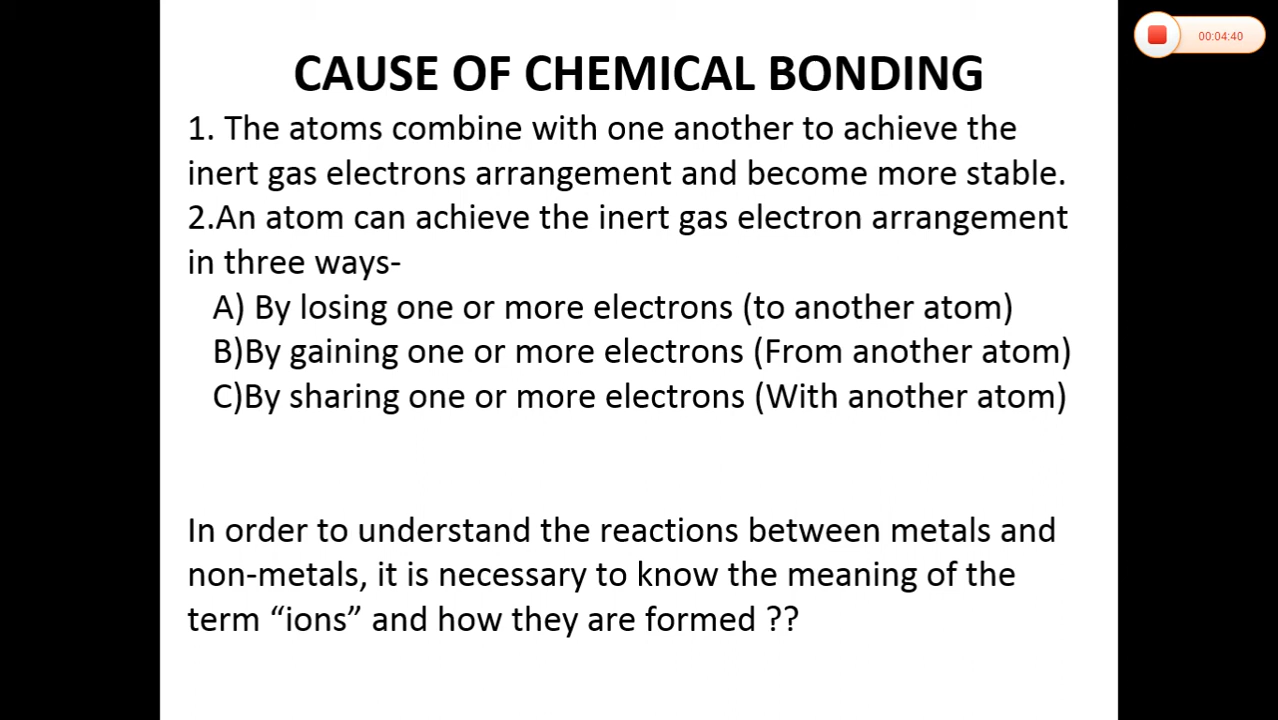 00:04:40
CAUSE OF CHEMICAL BONDING
1. The atoms combine with one another to achieve the
inert gas electrons arrangement and become more stable.
2.An atom can achieve the inert gas electron arrangement
in three ways-
A) By losing one or more electrons (to another atom)
B)By gaining one or more electrons (From another atom)
C)By sharing one or more electrons (With another atom)
In order to understand the reactions between metals and
non-metals, it is necessary to know the meaning of the
term “ions” and how they are formed ??